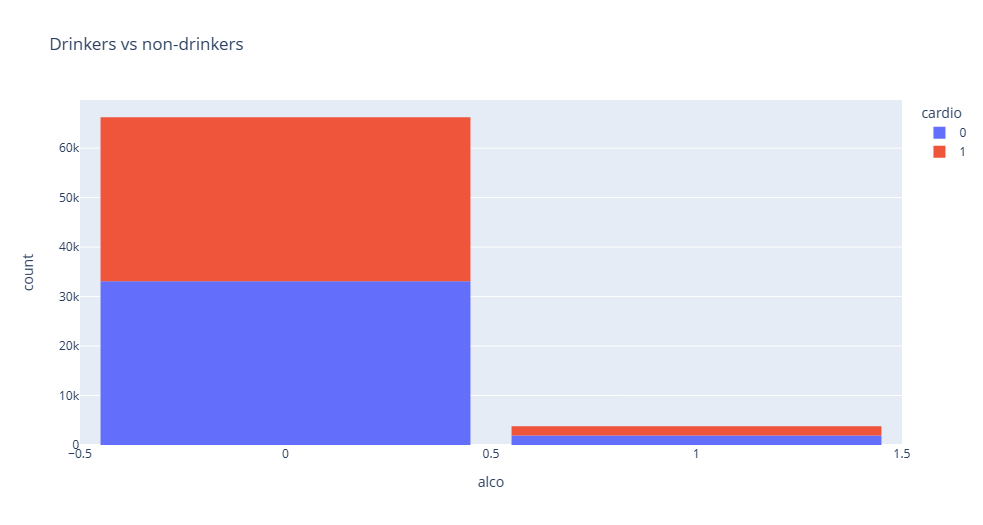 Drinkers vs non-drinkers
cardio
0
1
60k
50k
40k
30k
20k
10k
0
−0.5
0
0.5
1
1.5
count
alco